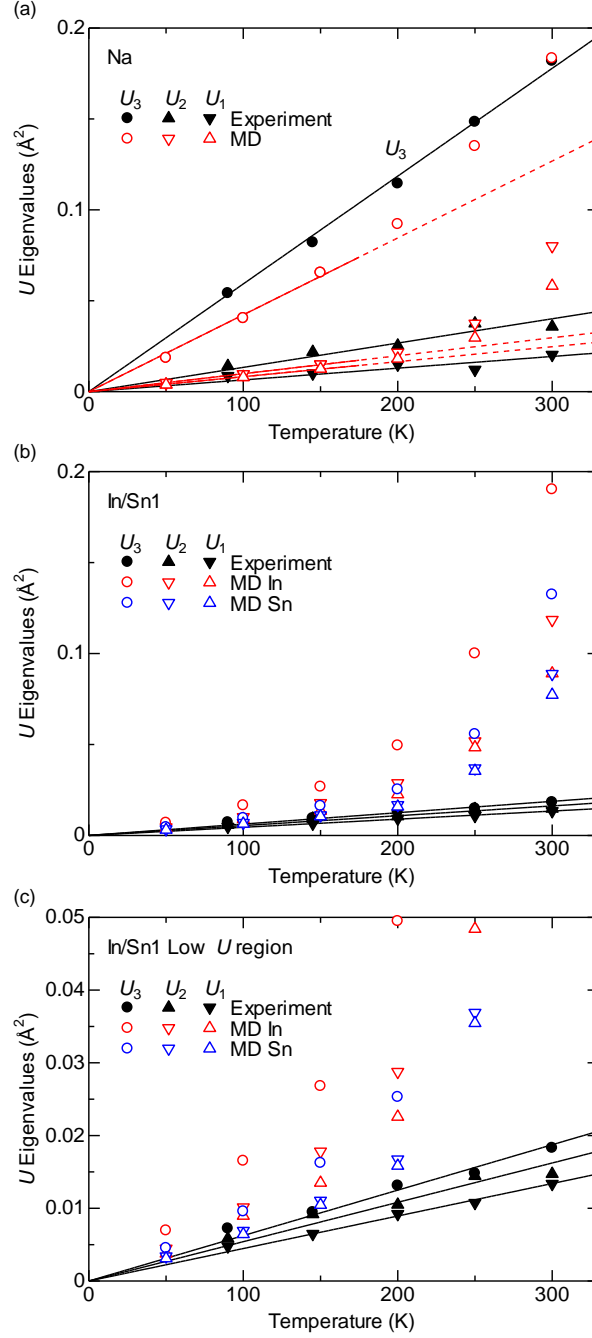 (a)
0.2
Na
U3 U2 U1
Experiment
MD
U3
0.1
U Eigenvalues (Å²)
0
0 100 200 300
Temperature (K)
(b)
0.2
In/Sn1
U3 U2 U1
Experiment
MD In
MD Sn
0.1
U Eigenvalues (Å²)
0
0 100 200 300
Temperature (K)
(c)
0.05
In/Sn1 Low U region
U3 U2 U1
0.04
Experiment
MD In
MD Sn
0.03
U Eigenvalues (Å²)
0.02
0.01
0
0 50 100 150 200 250 300
Temperature (K)